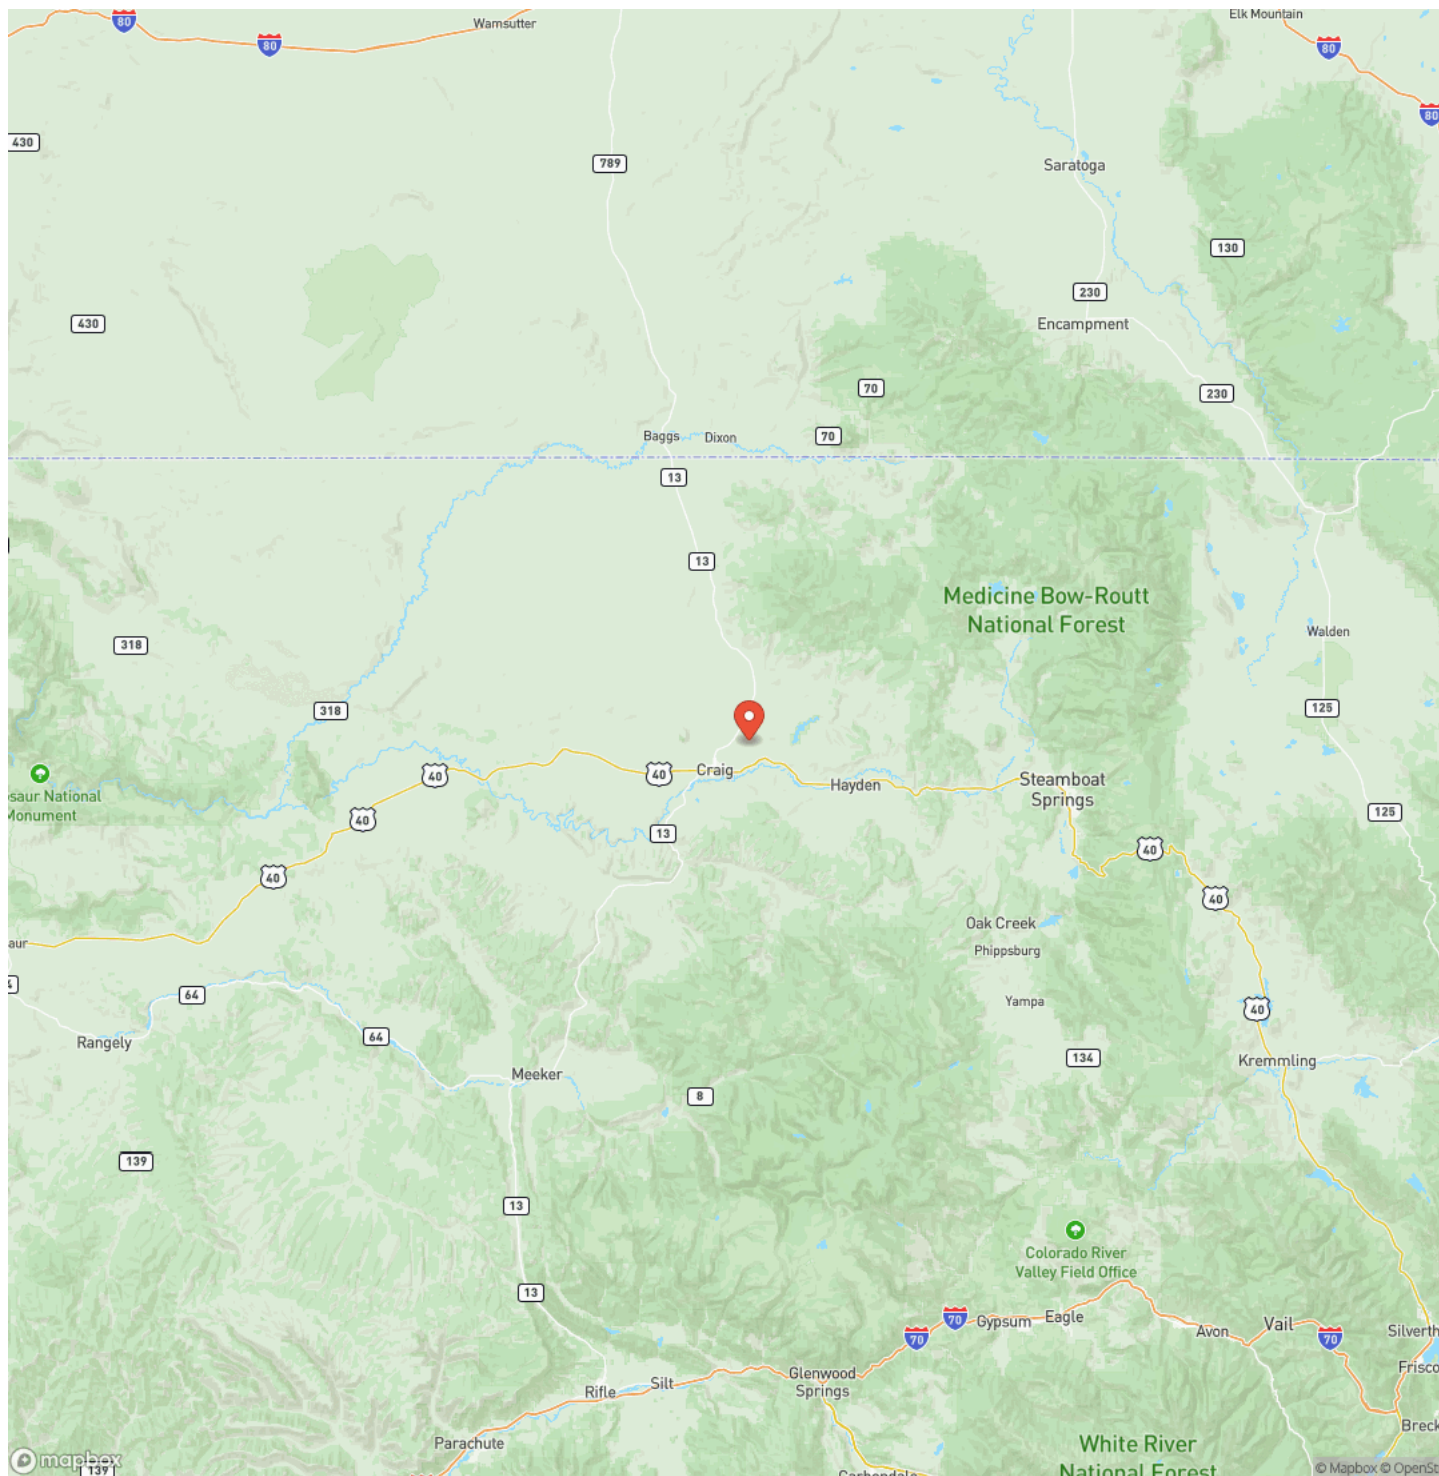 80
Wamsutter
Elk Mountain
80
80
80
430
789
Saratoga
130
230
430
Encampment
70
230
Baggs
Dixon
70
13
13
Medicine Bow-Routt
National Forest
318
Walden
318
125
40
40
Craig
Steamboat
Springs
Hayden
osaur National
Monument
40
13
125
40
40
40
Oak Creek
aur
Phippsburg
4
64
Yampa
40
64
Rangely
134
Kremmling
Meeker
8
139
13
Colorado River
Valley Field Office
13
70
Gypsum
Eagle
Avon
Vail
70
70
Silverth
Frisco
Glenwood
Springs
Silt
Rifle
Breck
Parachute
White River
National Forest
mapbox
139
Carbondale
© Mapbox © OpenSt